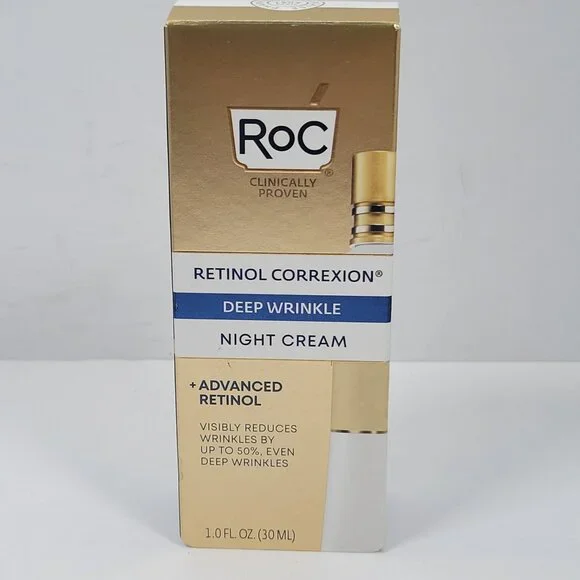 RoC®
CLINICALLY
PROVEN
RETINOL CORREXION®
DEEP WRINKLE
NIGHT CREAM
+ ADVANCED
RETINOL
VISIBLY REDUCES
WRINKLES BY
UP TO 50%, EVEN
DEEP WRINKLES
1.0 FL. OZ. (30 ML)